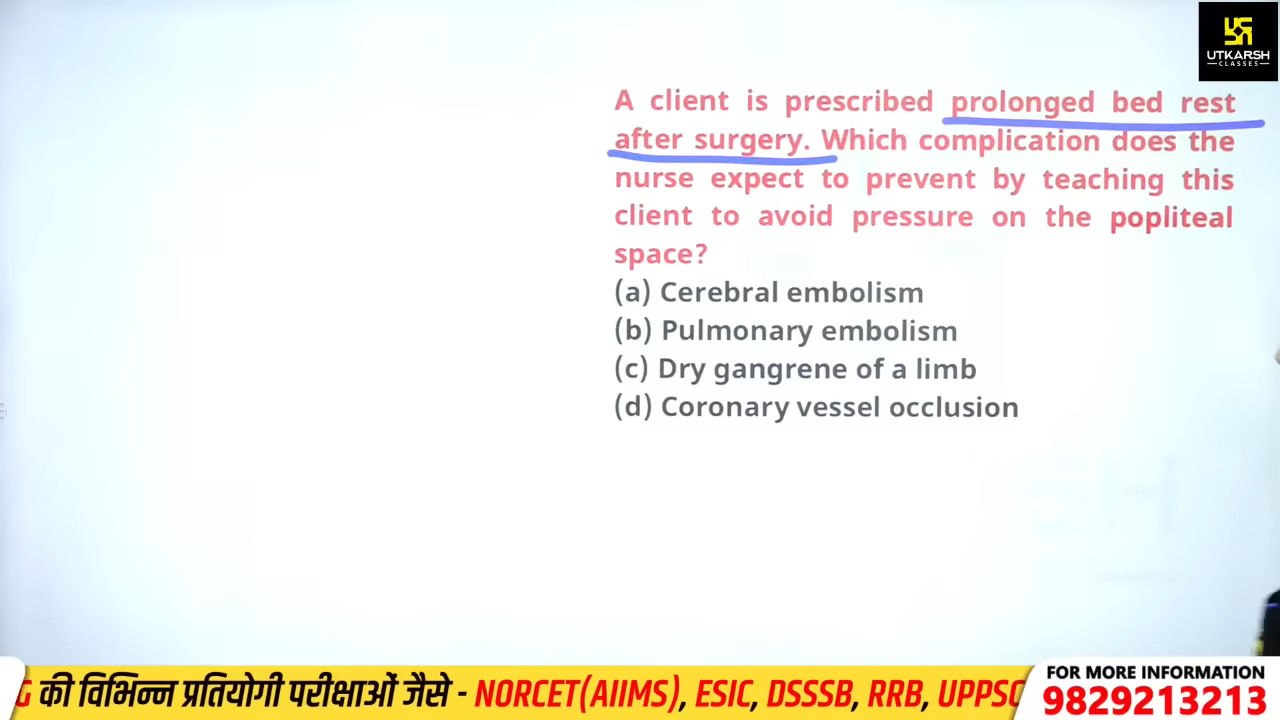 UTKARSH
CLASSES
A client is prescribed prolonged bed rest
after surgery. Which complication does the
nurse expect to prevent by teaching this
client to avoid pressure on the popliteal
space?
(a) Cerebral embolism
(b) Pulmonary embolism
(c) Dry gangrene of a limb
(d) Coronary vessel occlusion
G की विभिन्न प्रतियोगी परीक्षाओं जैसे - NORCET(AIIMS), ESIC, DSSSB, RRB, UPPSC
FOR MORE INFORMATION
9829213213